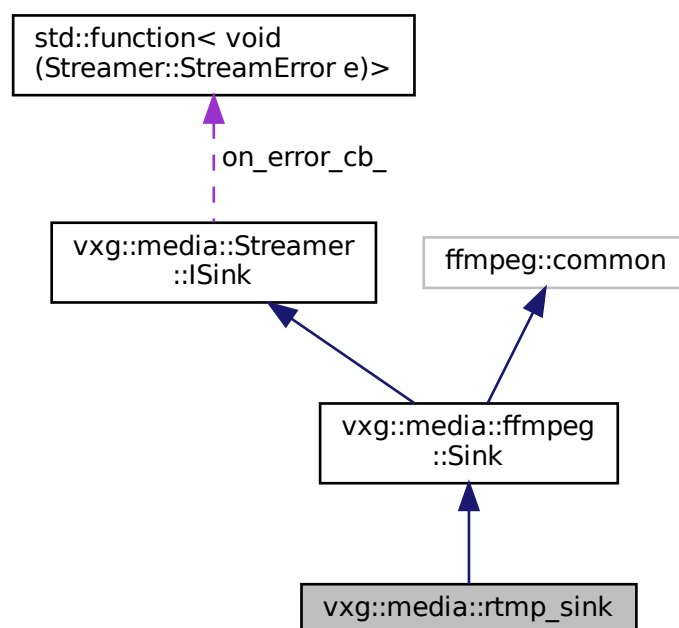 std::function< void
(Streamer::StreamError e)>
on_error_cb_
vxg::media::Streamer
::ISink
ffmpeg::common
vxg::media::ffmpeg
::Sink
vxg::media::rtmp_sink